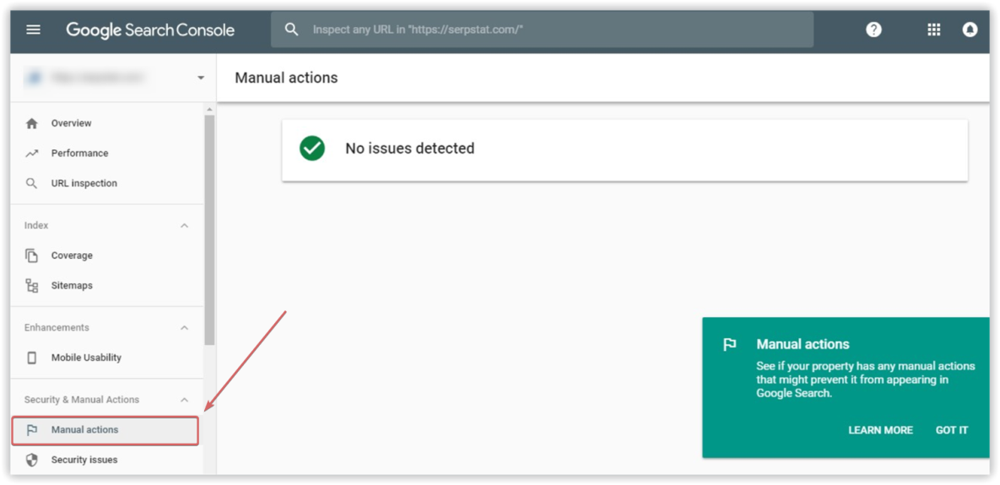 Google Search Console
Inspect any URL in "https://serpstat.com/"
Manual actions
Overview
Performance
URL inspection
Index
Coverage
Sitemaps
Enhancements
Mobile Usability
Security & Manual Actions
Manual actions
Security issues
No issues detected
Manual actions
See if your property has any manual actions
that might prevent it from appearing in
Google Search.
LEARN MORE GOT IT